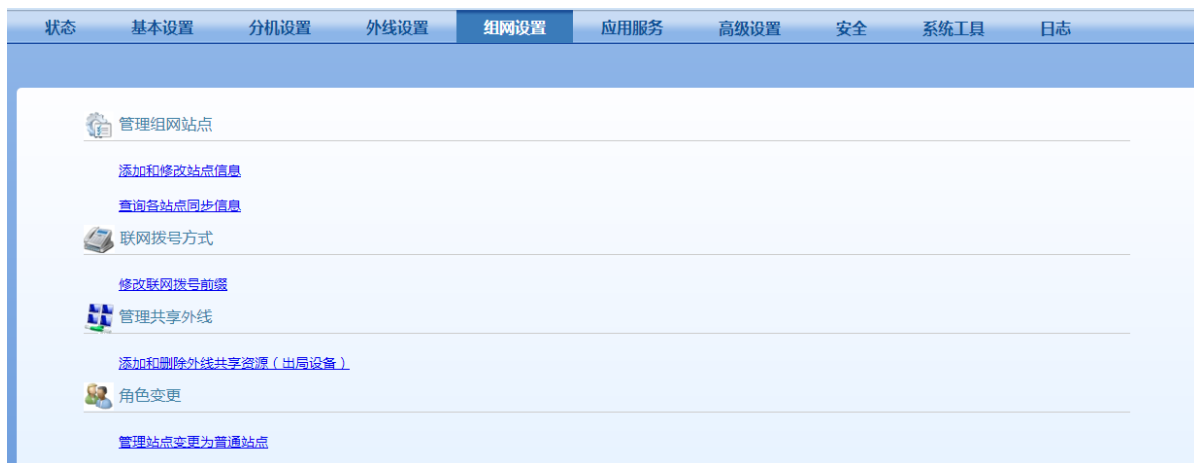 状态 基本设置 分机设置 外线设置 组网设置 应用服务 高级设置 安全 系统工具 日志
管理组网站点
添加和修改站点信息
查询各站点同步信息
联网拨号方式
修改联网拨号前缀
管理共享外线
添加和删除外线共享资源（出局设备）
角色变更
管理站点变更为普通站点